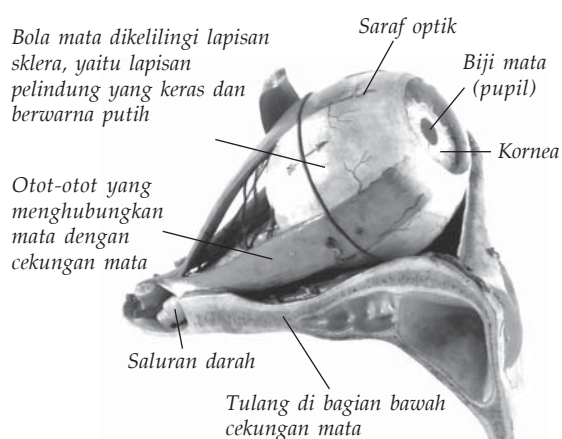 Bola mata dikelilingi lapisan
sklera, yaitu lapisan
pelindung yang keras dan
berwarna putih
Saraf optik
Biji mata
(pupil)
Kornea
Otot-otot yang
menghubungkan
mata dengan
cekungan mata
Saluran darah
Tulang di bagian bawah
cekungan mata